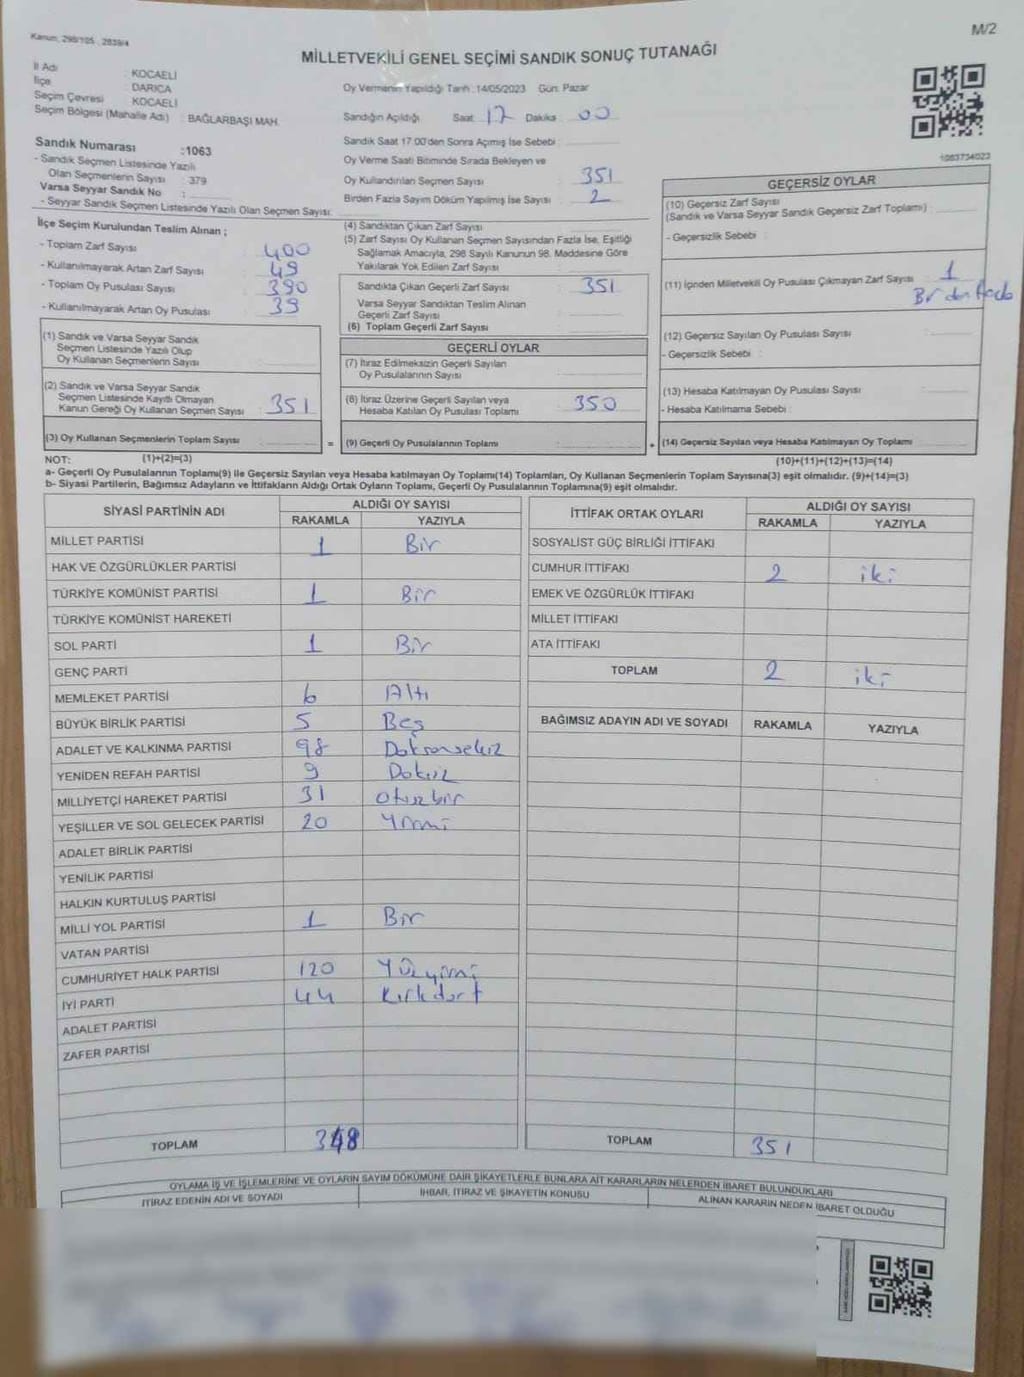 Kanun: 298/105 , 2839/4
M/2
MİLLETVEKİLİ GENEL SEÇİMİ SANDIK SONUÇ TUTANAĞI
İl Adı : KOCAELİ
İlçe : DARICA
Seçim Çevresi : KOCAELİ
Seçim Bölgesi (Mahalle Adı) : BAĞLARBAŞI MAH.
Oy Vermenin Yapıldığı Tarih :14/05/2023 Gün: Pazar
Sandığın Açıldığı Saat 17 Dakika 00
Sandık Saat 17.00'den Sonra Açılmış İse Sebebi :
Oy Verme Saati Bitiminde Sırada Bekleyen ve
Oy Kullandırılan Seçmen Sayısı : 351
Birden Fazla Sayım Döküm Yapılmış İse Sayısı : 2
1063734023
Sandık Numarası :1063
- Sandık Seçmen Listesinde Yazılı
Olan Seçmenlerin Sayısı : 379
Varsa Seyyar Sandık No :
- Seyyar Sandık Seçmen Listesinde Yazılı Olan Seçmen Sayısı:
İlçe Seçim Kurulundan Teslim Alınan ;
- Toplam Zarf Sayısı : 400
- Kullanılmayarak Artan Zarf Sayısı : 49
- Toplam Oy Pusulası Sayısı : 390
- Kullanılmayarak Artan Oy Pusulası : 39
(1) Sandık ve Varsa Seyyar Sandık
Seçmen Listesinde Yazılı Olup
Oy Kullanan Seçmenlerin Sayısı :
(2) Sandık ve Varsa Seyyar Sandık
Seçmen Listesinde Kayıtlı Olmayan
Kanun Gereği Oy Kullanan Seçmen Sayısı : 351
(3) Oy Kullanan Seçmenlerin Toplam Sayısı :
(4) Sandıktan Çıkan Zarf Sayısı :
(5) Zarf Sayısı Oy Kullanan Seçmen Sayısından Fazla İse, Eşitliği
Sağlamak Amacıyla, 298 Sayılı Kanunun 98. Maddesine Göre
Yakılarak Yok Edilen Zarf Sayısı :
Sandıkta Çıkan Geçerli Zarf Sayısı : 351
Varsa Seyyar Sandıktan Teslim Alınan
Geçerli Zarf Sayısı :
(6) Toplam Geçerli Zarf Sayısı :
GEÇERLİ OYLAR
(7) İtiraz Edilmeksizin Geçerli Sayılan
Oy Pusulalarının Sayısı :
(8) İtiraz Üzerine Geçerli Sayılan veya
Hesaba Katılan Oy Pusulası Toplamı : 350
= (9) Geçerli Oy Pusulalarının Toplamı :
GEÇERSİZ OYLAR
(10) Geçersiz Zarf Sayısı
(Sandık ve Varsa Seyyar Sandık Geçersiz Zarf Toplamı) :
- Geçersizlik Sebebi :
(11) İçinden Milletvekili Oy Pusulası Çıkmayan Zarf Sayısı : 1
(12) Geçersiz Sayılan Oy Pusulası Sayısı :
- Geçersizlik Sebebi :
(13) Hesaba Katılmayan Oy Pusulası Sayısı :
- Hesaba Katılmama Sebebi :
+ (14) Geçersiz Sayılan veya Hesaba Katılmayan Oy Toplamı :
NOT: (1)+(2)=(3)
(10)+(11)+(12)+(13)=(14)
a- Geçerli Oy Pusulalarının Toplamı(9) ile Geçersiz Sayılan veya Hesaba katılmayan Oy Toplamı(14) Toplamları, Oy Kullanan Seçmenlerin Toplam Sayısına(3) eşit olmalıdır. (9)+(14)=(3)
b- Siyasi Partilerin, Bağımsız Adayların ve İttifakların Aldığı Ortak Oyların Toplamı, Geçerli Oy Pusulalarının Toplamına(9) eşit olmalıdır.
SİYASİ PARTİNİN ADI ALDIĞI OY SAYISI
RAKAMLA YAZIYLA
MİLLET PARTİSİ 1 Bir
HAK VE ÖZGÜRLÜKLER PARTİSİ
TÜRKİYE KOMÜNİST PARTİSİ 1 Bir
TÜRKİYE KOMÜNİST HAREKETİ
SOL PARTİ 1 Bir
GENÇ PARTİ
MEMLEKET PARTİSİ 6 Altı
BÜYÜK BİRLİK PARTİSİ 5 Beş
ADALET VE KALKINMA PARTİSİ 98 Doksansekiz
YENİDEN REFAH PARTİSİ 9 Dokuz
MİLLİYETÇİ HAREKET PARTİSİ 31 otuzbir
YEŞİLLER VE SOL GELECEK PARTİSİ 20 Yirmi
ADALET BİRLİK PARTİSİ
YENİLİK PARTİSİ
HALKIN KURTULUŞ PARTİSİ
MİLLİ YOL PARTİSİ 1 Bir
VATAN PARTİSİ
CUMHURİYET HALK PARTİSİ 120 Yüzyirmi
İYİ PARTİ 44 Kırkdört
ADALET PARTİSİ
ZAFER PARTİSİ
TOPLAM 348
İTTİFAK ORTAK OYLARI ALDIĞI OY SAYISI
RAKAMLA YAZIYLA
SOSYALİST GÜÇ BİRLİĞİ İTTİFAKI
CUMHUR İTTİFAKI 2 iki
EMEK VE ÖZGÜRLÜK İTTİFAKI
MİLLET İTTİFAKI
ATA İTTİFAKI
TOPLAM 2 iki
BAĞIMSIZ ADAYIN ADI VE SOYADI RAKAMLA YAZIYLA
TOPLAM 351
OYLAMA İŞ VE İŞLEMLERİNE VE OYLARIN SAYIM DÖKÜMÜNE DAİR ŞİKAYETLERLE BUNLARA AİT KARARLARIN NELERDEN İBARET BULUNDUKLARI
İTİRAZ EDENİN ADI VE SOYADI İHBAR, İTİRAZ VE ŞİKAYETİN KONUSU ALINAN KARARIN NEDEN İBARET OLDUĞU